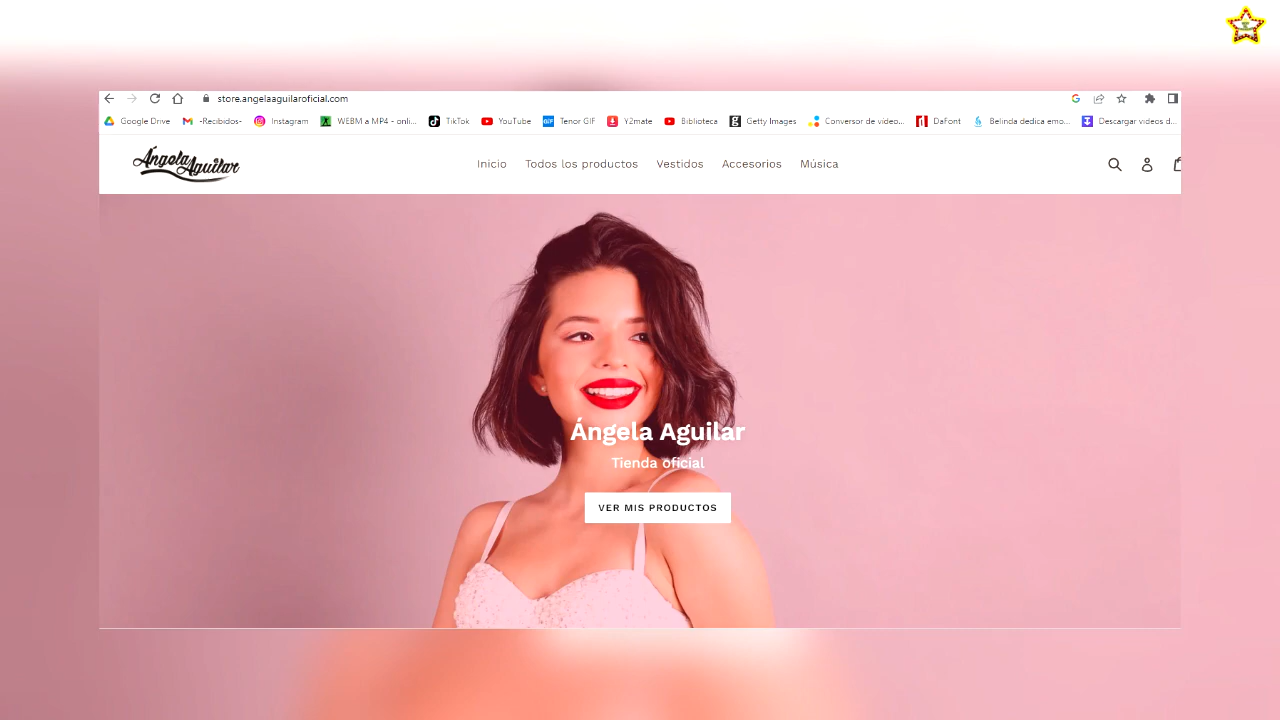 store.angelaaguilaroficial.com
Google Drive -Recibidos- Instagram WEBM a MP4 - onli... TikTok YouTube Tenor GIF Y2mate Biblioteca Getty Images Conversor de vídeo... DaFont Belinda dedica emo... Descargar videos d...
Ángela Aguilar
Inicio Todos los productos Vestidos Accesorios Música
Ángela Aguilar
Tienda oficial
VER MIS PRODUCTOS